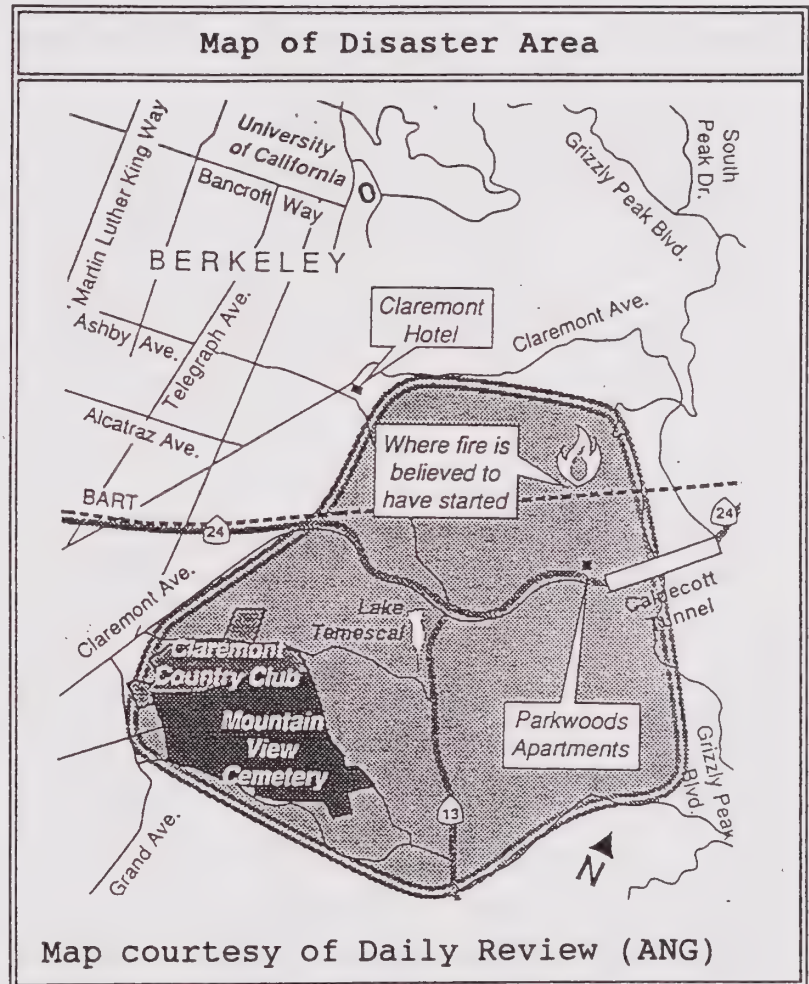 Map of Disaster Area
Martin Luther King Way
University
of California
Bancroft Way
Grizzly Peak Blvd.
South
Peak Dr.
BERKELEY
Ashby Ave.
Telegraph Ave.
Claremont
Hotel
Claremont Ave.
Alcatraz Ave.
Where fire is
believed to
have started
BART
24
24
Claremont Ave.
Lake
Temescal
Caldecott
Tunnel
Claremont
Country Club
Mountain
View
Cemetery
Parkwoods
Apartments
Grizzly Peak
Blvd.
13
Grand Ave.
N
Map courtesy of Daily Review (ANG)